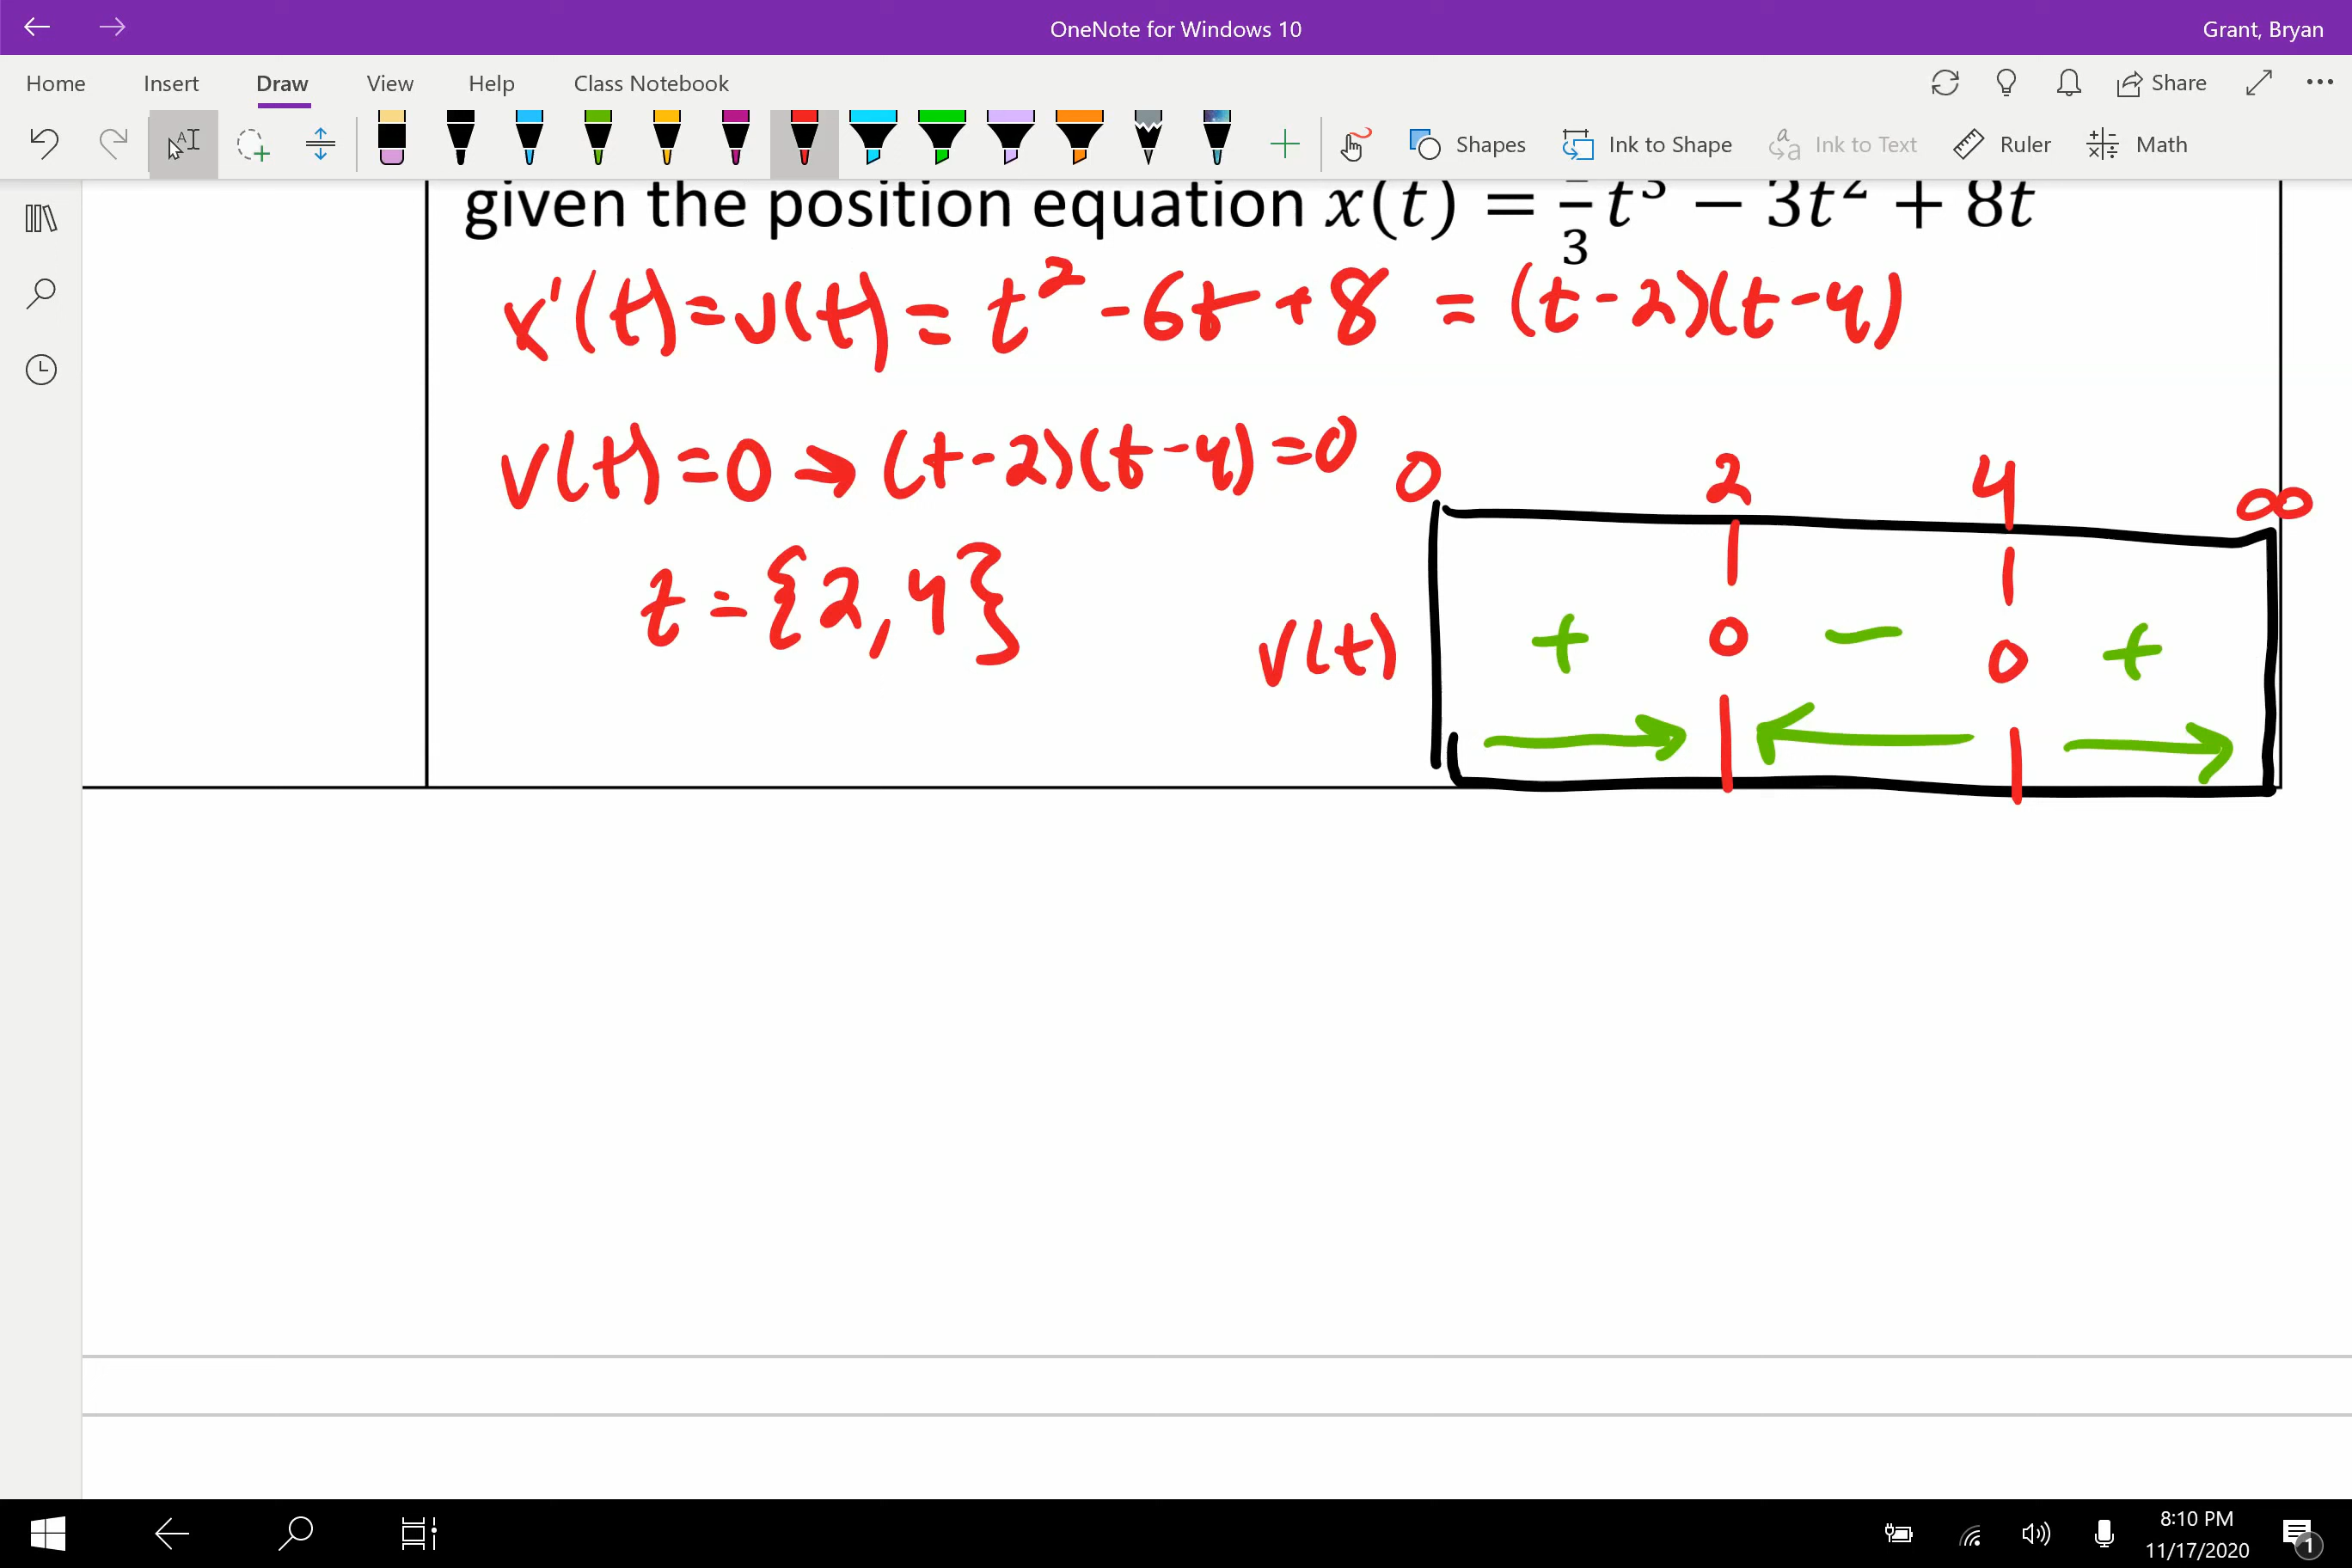 OneNote for Windows 10
Grant, Bryan
Home Insert Draw View Help Class Notebook Share
Shapes Ink to Shape Ink to Text Ruler Math
given the position equation x(t) = −/3 t³ − 3t² + 8t
x'(t)=v(t)= t² -6t +8 = (t-2)(t-4)
v(t)=0 → (t-2)(t-4)=0
t={2,4}
0 2 4 ∞
v(t) + 0 − 0 +
8:10 PM
11/17/2020
1